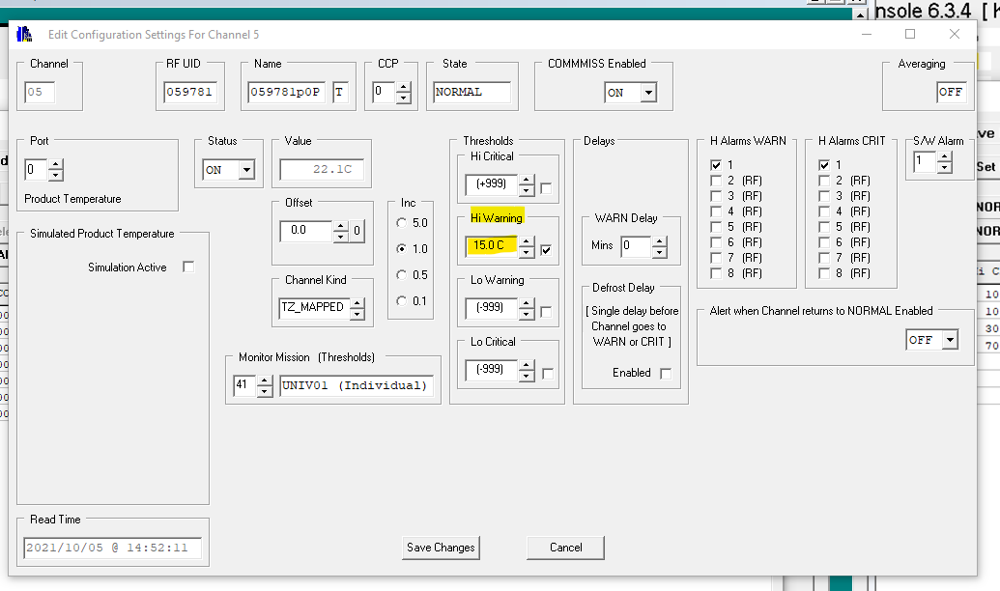 nsole 6.3.4 [
Edit Configuration Settings For Channel 5
Channel
05
RF UID
059781
Name
059781p0P T
CCP
0
State
NORMAL
COMMMISS Enabled
ON
Averaging
OFF
Port
0
Product Temperature
Status
ON
Value
22.1C
Offset
0.0 0
Inc
5.0
1.0
0.5
0.1
Channel Kind
TZ_MAPPED
Monitor Mission (Thresholds)
41 UNIV01 (Individual)
Thresholds
Hi Critical
(+999)
Hi Warning
15.0 C
Lo Warning
(-999)
Lo Critical
(-999)
Delays
WARN Delay
Mins 0
Defrost Delay
[ Single delay before
Channel goes to
WARN or CRIT ]
Enabled
H Alarms WARN
1
2 (RF)
3 (RF)
4 (RF)
5 (RF)
6 (RF)
7 (RF)
8 (RF)
H Alarms CRIT
1
2 (RF)
3 (RF)
4 (RF)
5 (RF)
6 (RF)
7 (RF)
8 (RF)
S/W Alarm
1
Alert when Channel returns to NORMAL Enabled
OFF
Simulated Product Temperature
Simulation Active
Read Time
2021/10/05 @ 14:52:11
Save Changes
Cancel
Set
NOR
NOR
10
10
30
70